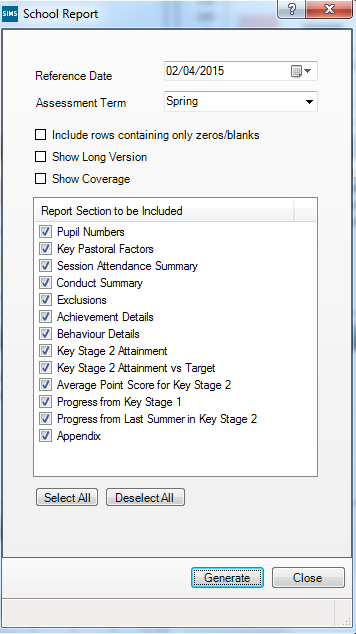 SIMS School Report
?
Reference Date 02/04/2015
Assessment Term Spring
Include rows containing only zeros/blanks
Show Long Version
Show Coverage
Report Section to be Included
Pupil Numbers
Key Pastoral Factors
Session Attendance Summary
Conduct Summary
Exclusions
Achievement Details
Behaviour Details
Key Stage 2 Attainment
Key Stage 2 Attainment vs Target
Average Point Score for Key Stage 2
Progress from Key Stage 1
Progress from Last Summer in Key Stage 2
Appendix
Select All Deselect All
Generate Close